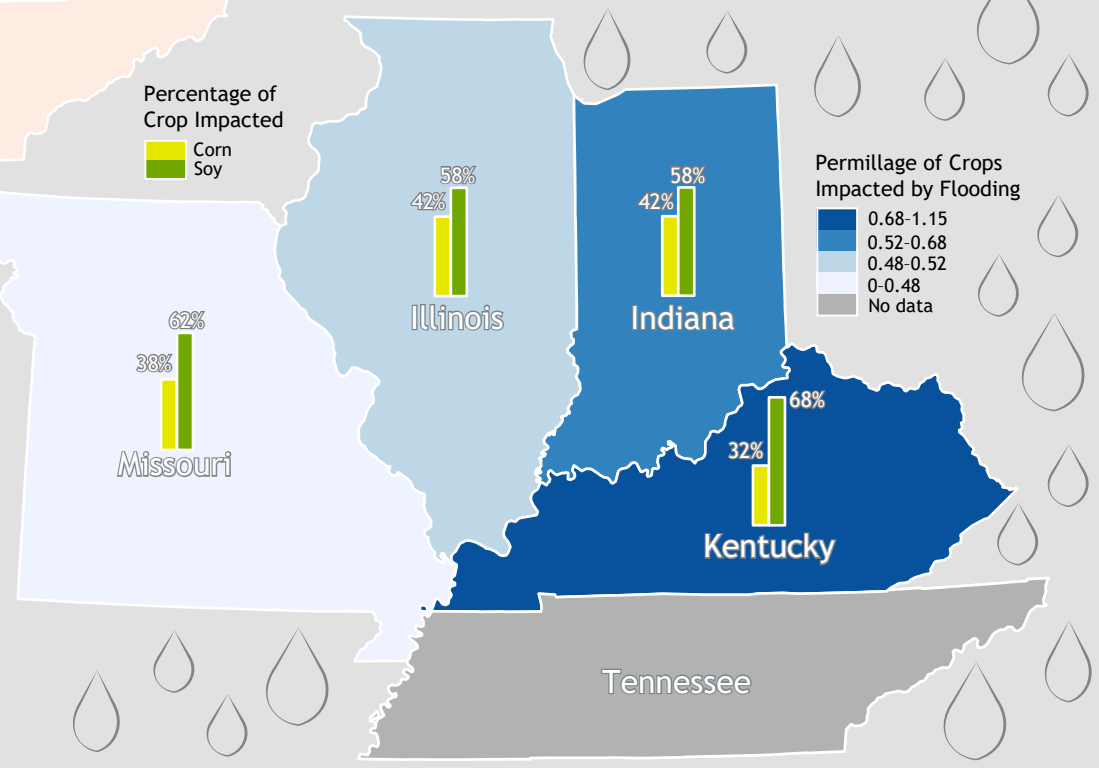 Percentage of
Crop Impacted
Corn
Soy
58%
42%
Illinois
58%
42%
Indiana
Permillage of Crops
Impacted by Flooding
0.68-1.15
0.52-0.68
0.48-0.52
0-0.48
No data
62%
38%
Missouri
68%
32%
Kentucky
Tennessee